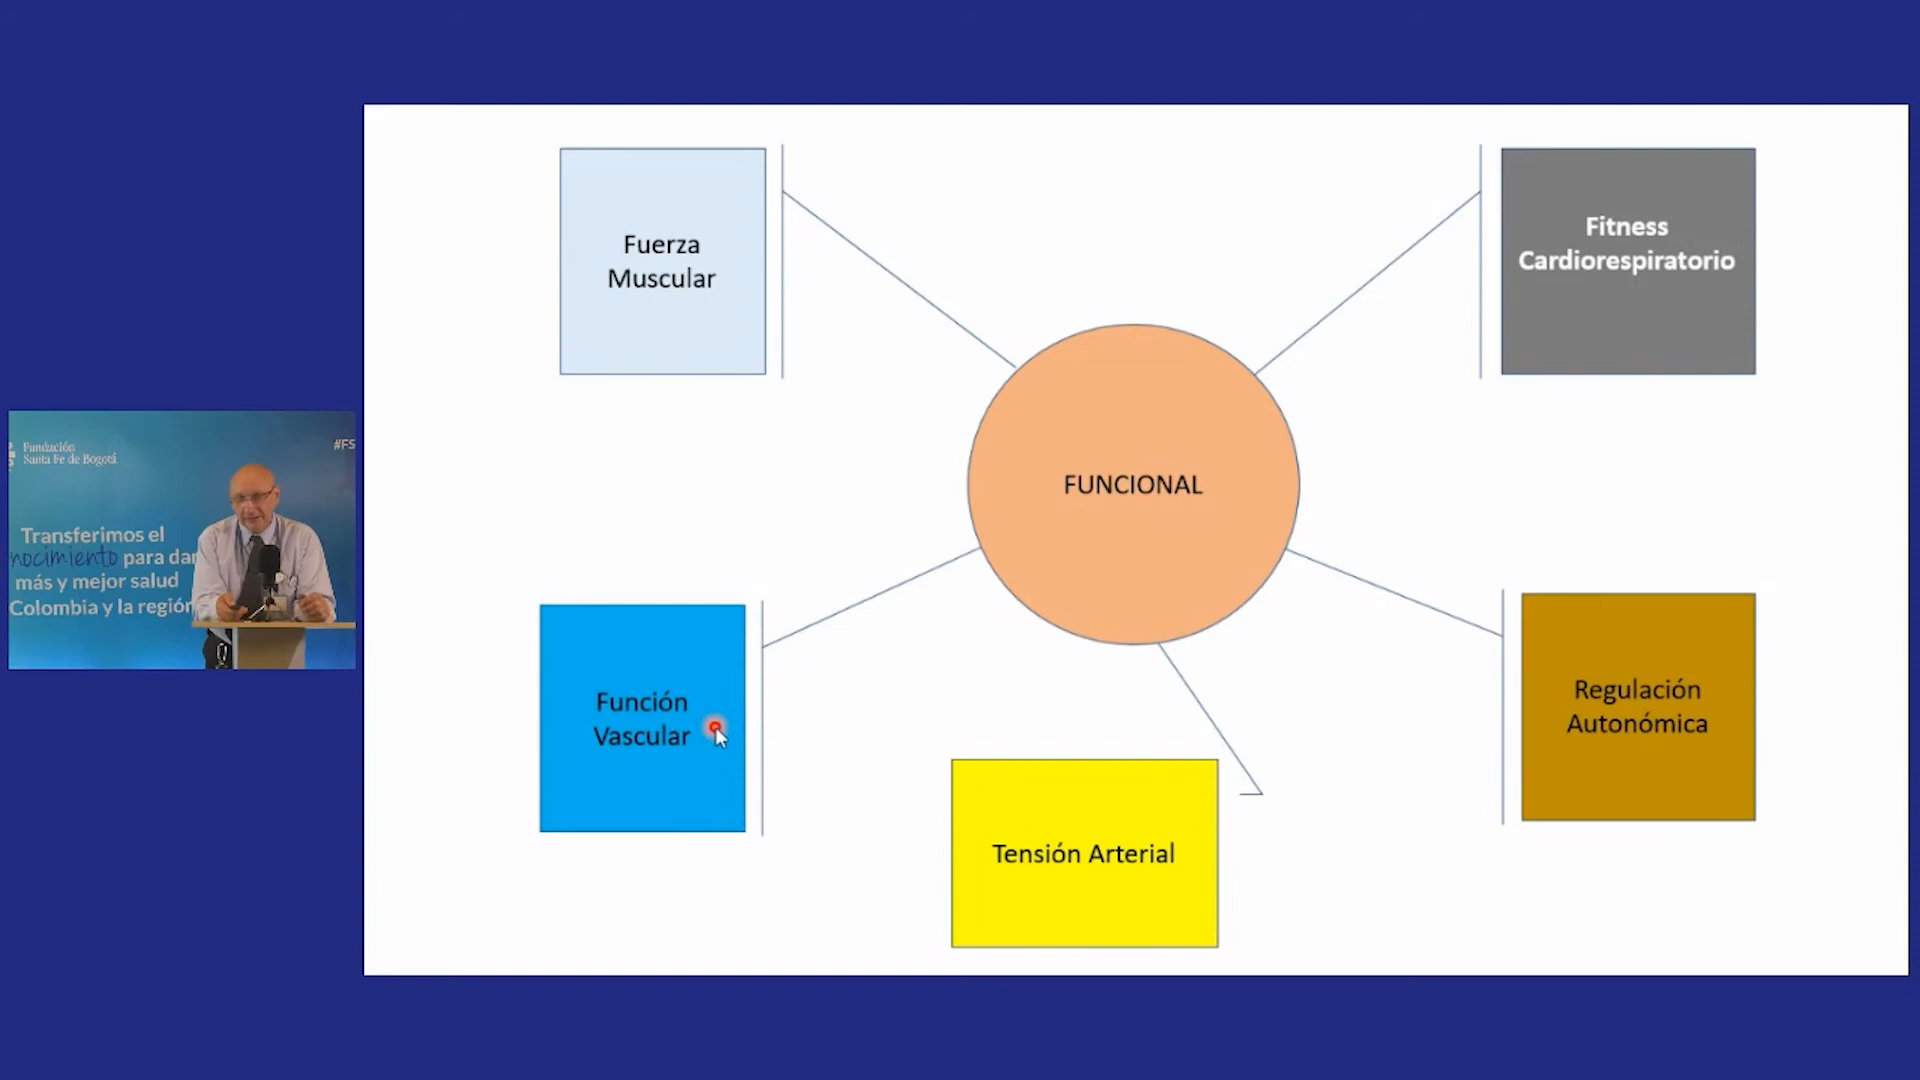 Fuerza
Muscular
Fitness
Cardiorespiratorio
FUNCIONAL
Función
Vascular
Regulación
Autonómica
Tensión Arterial
Fundación
Santa Fe de Bogotá
#FS
Transferimos el
nocimiento para dar
más y mejor salud
Colombia y la región